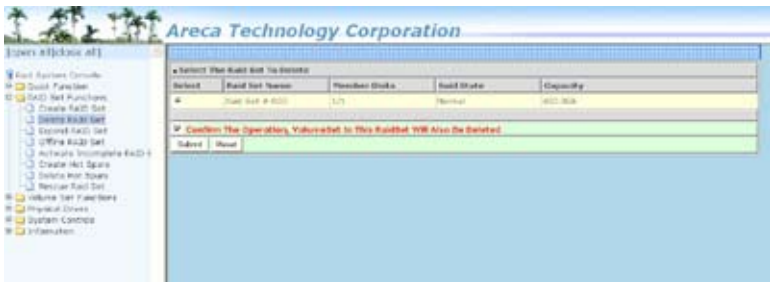 Areca Technology Corporation
[open all|close all]
Raid System Console
Quick Function
RAID Set Functions
Create RAID Set
Delete RAID Set
Expand RAID Set
Offline RAID Set
Activate Incomplete RAID S
Create Hot Spare
Delete Hot Spare
Rescue Raid Set
Volume Set Functions
Physical Drives
System Controls
Information
Select The Raid Set To Delete
Select Raid Set Name Member Disks Raid State Capacity
Raid Set # 000 Normal
Confirm The Operation, VolumeSet In This RaidSet Will Also Be Deleted
Submit Reset